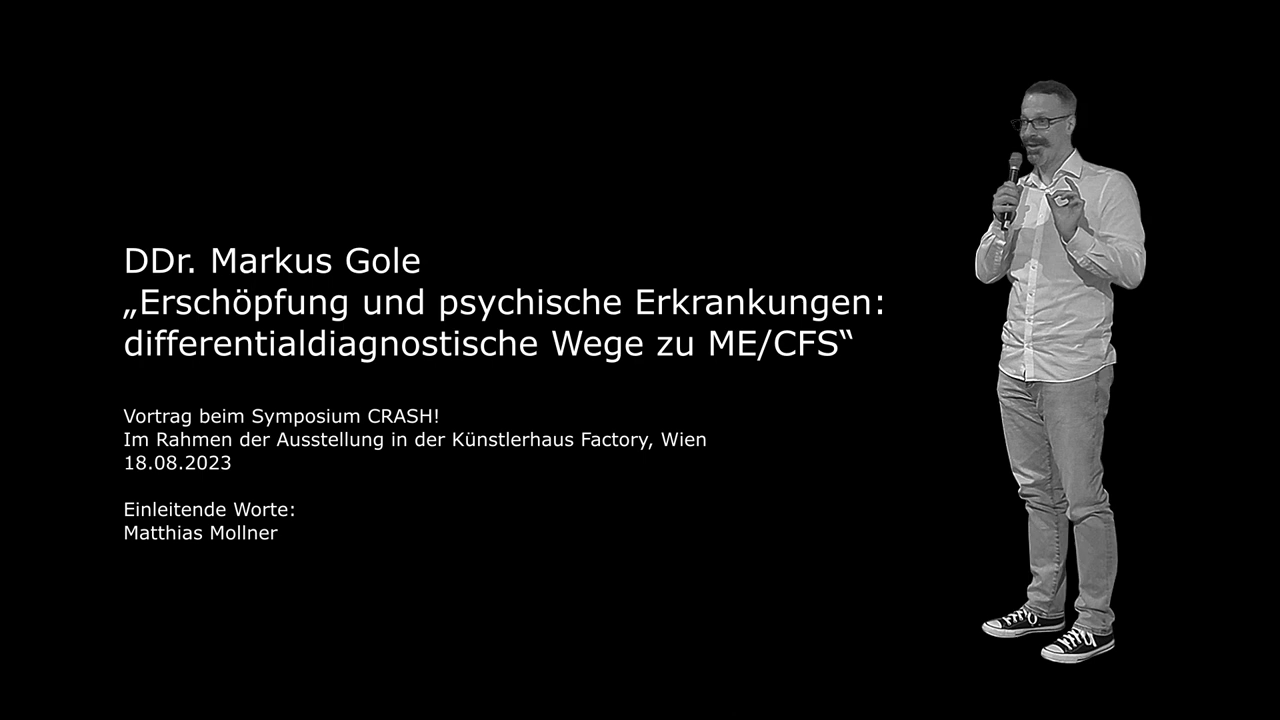 DDr. Markus Gole
„Erschöpfung und psychische Erkrankungen:
differentialdiagnostische Wege zu ME/CFS“
Vortrag beim Symposium CRASH!
Im Rahmen der Ausstellung in der Künstlerhaus Factory, Wien
18.08.2023
Einleitende Worte:
Matthias Mollner